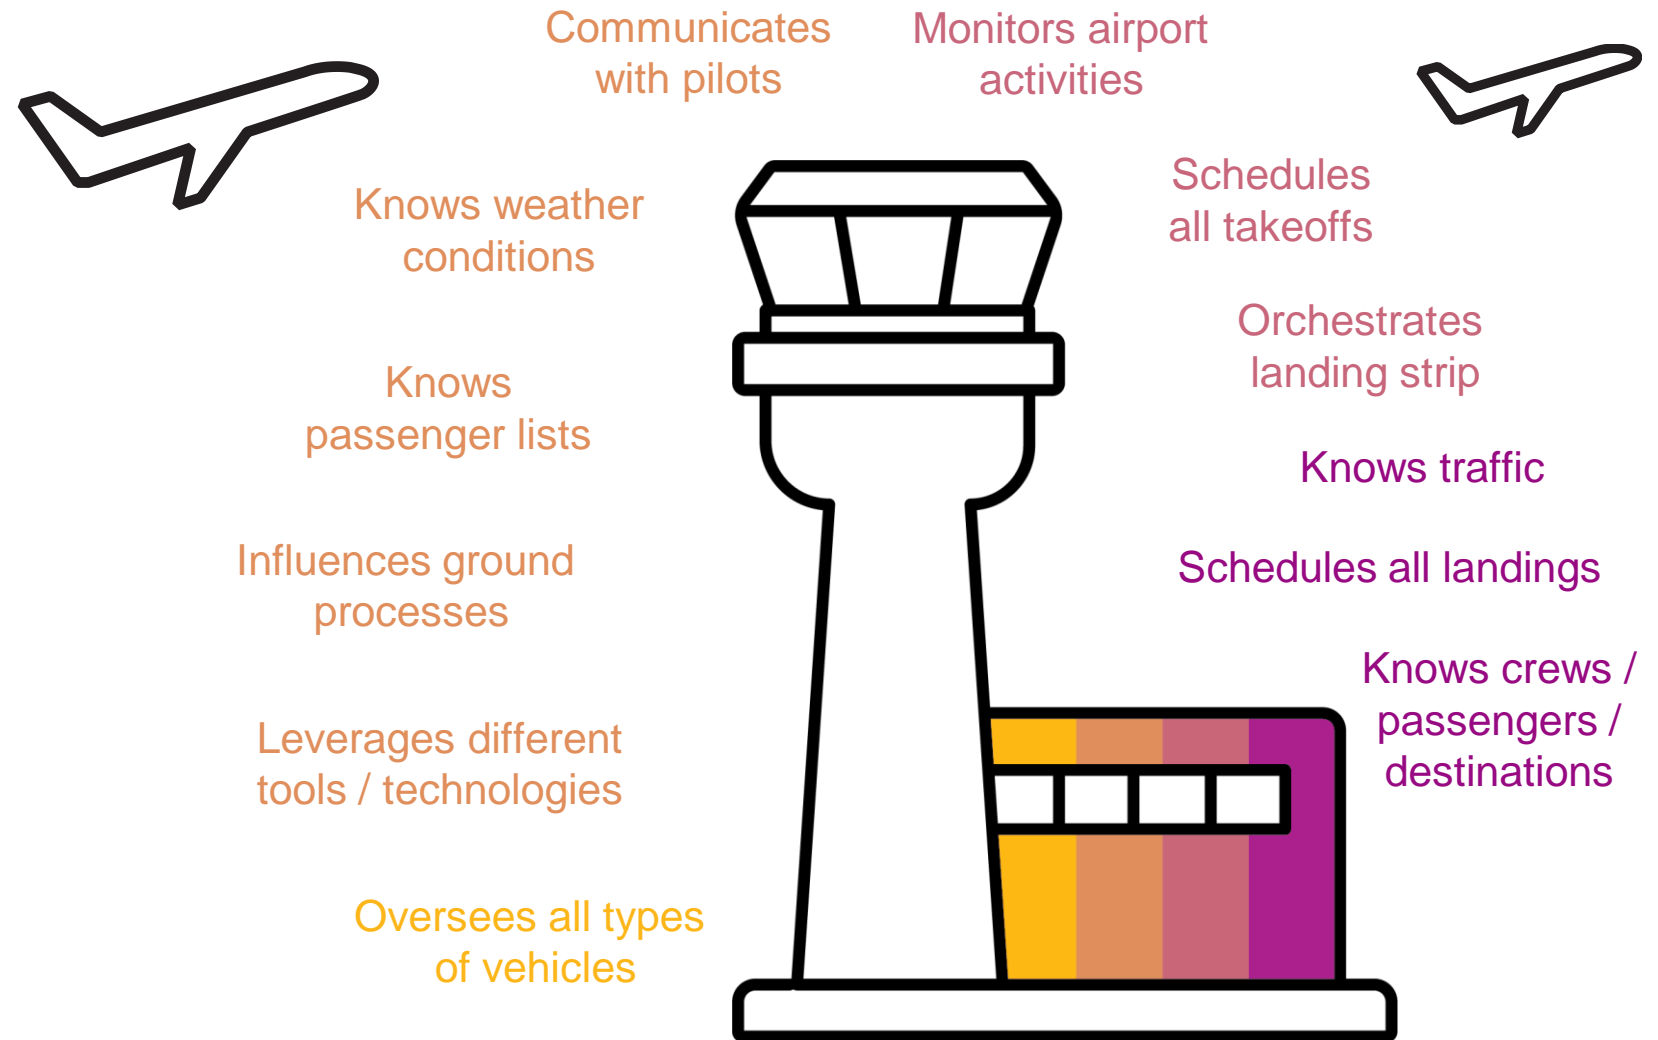 Communicates
with pilots
Monitors airport
activities
Knows weather
conditions
Schedules
all takeoffs
Knows
passenger lists
Orchestrates
landing strip
Knows traffic
Influences ground
processes
Schedules all landings
Leverages different
tools / technologies
Knows crews /
passengers /
destinations
Oversees all types
of vehicles